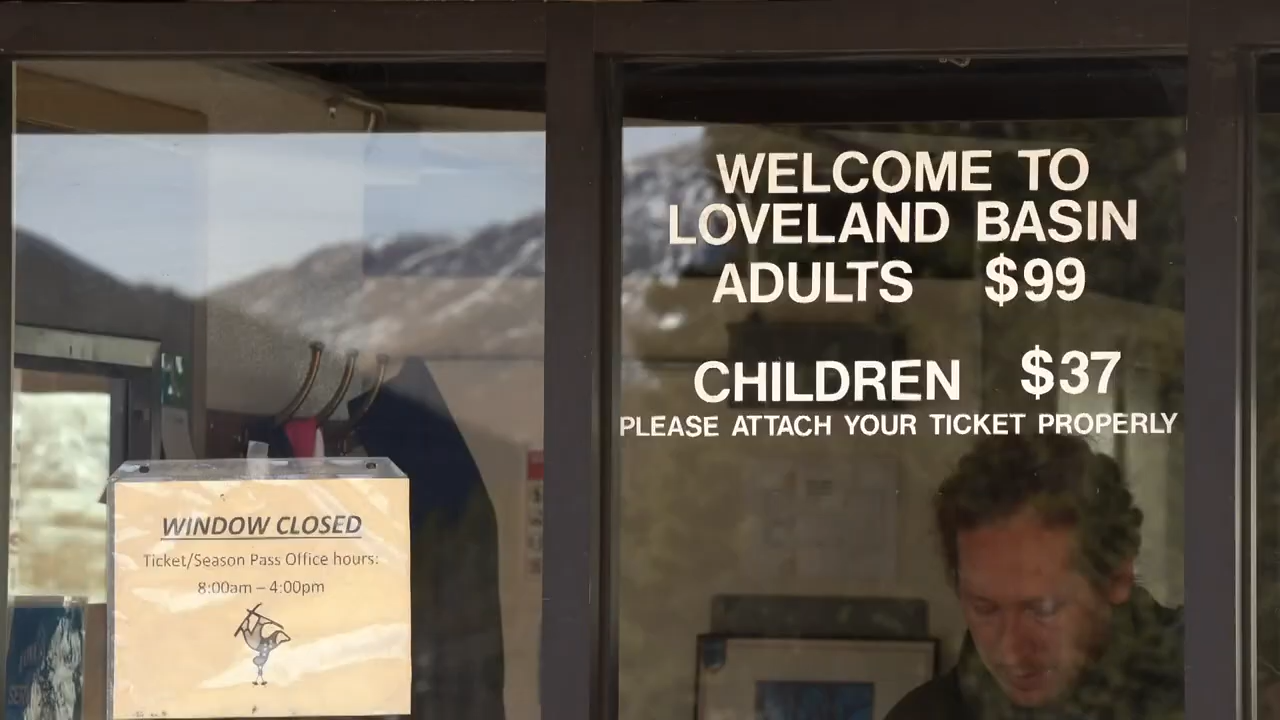 WELCOME TO
LOVELAND BASIN
ADULTS $99
CHILDREN $37
PLEASE ATTACH YOUR TICKET PROPERLY
WINDOW CLOSED
Ticket/Season Pass Office hours:
8:00am – 4:00pm